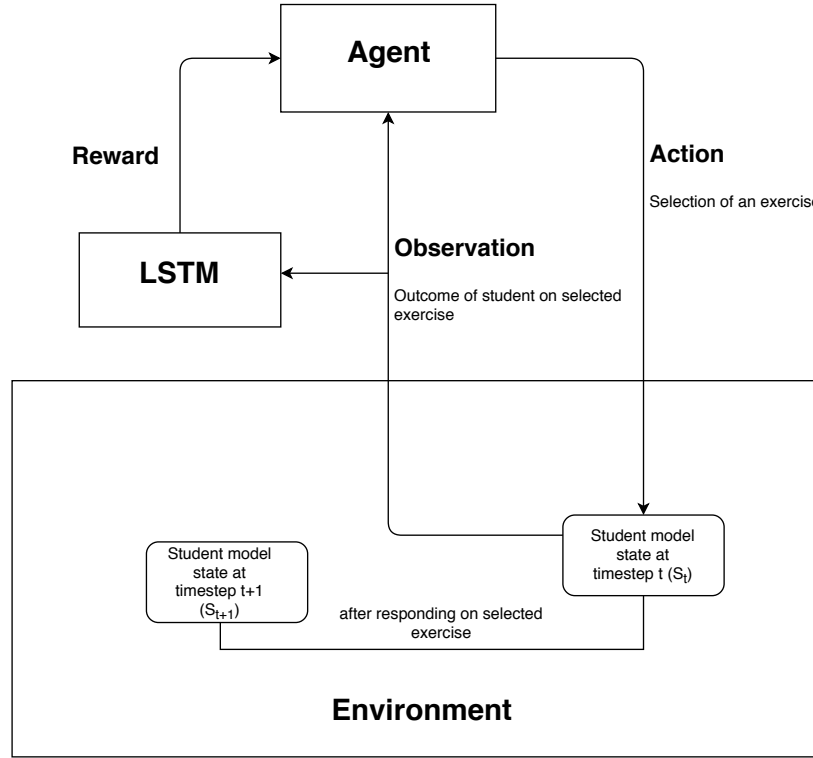 Agent
Reward
Action
Selection of an exercise
LSTM
Observation
Outcome of student on selected
exercise
Student model
state at
timestep t (St)
Student model
state at
timestep t+1
(St+1)
after responding on selected
exercise
Environment